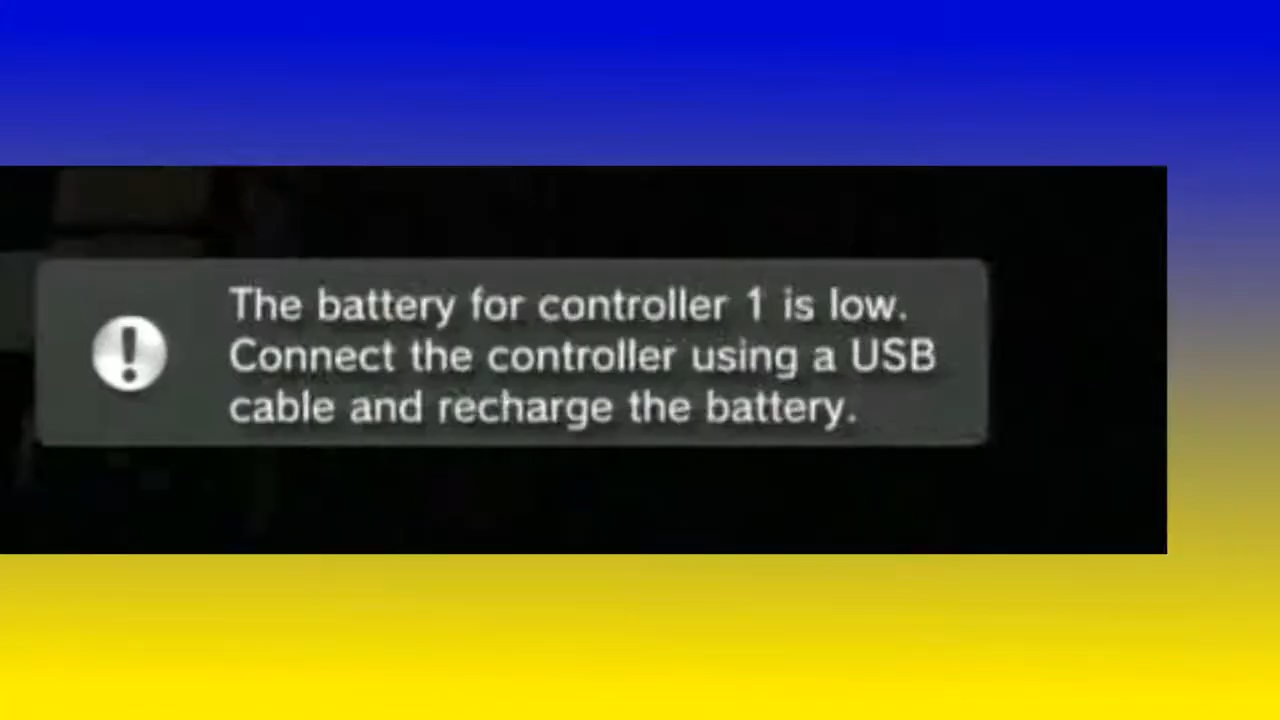 The battery for controller 1 is low.
Connect the controller using a USB
cable and recharge the battery.